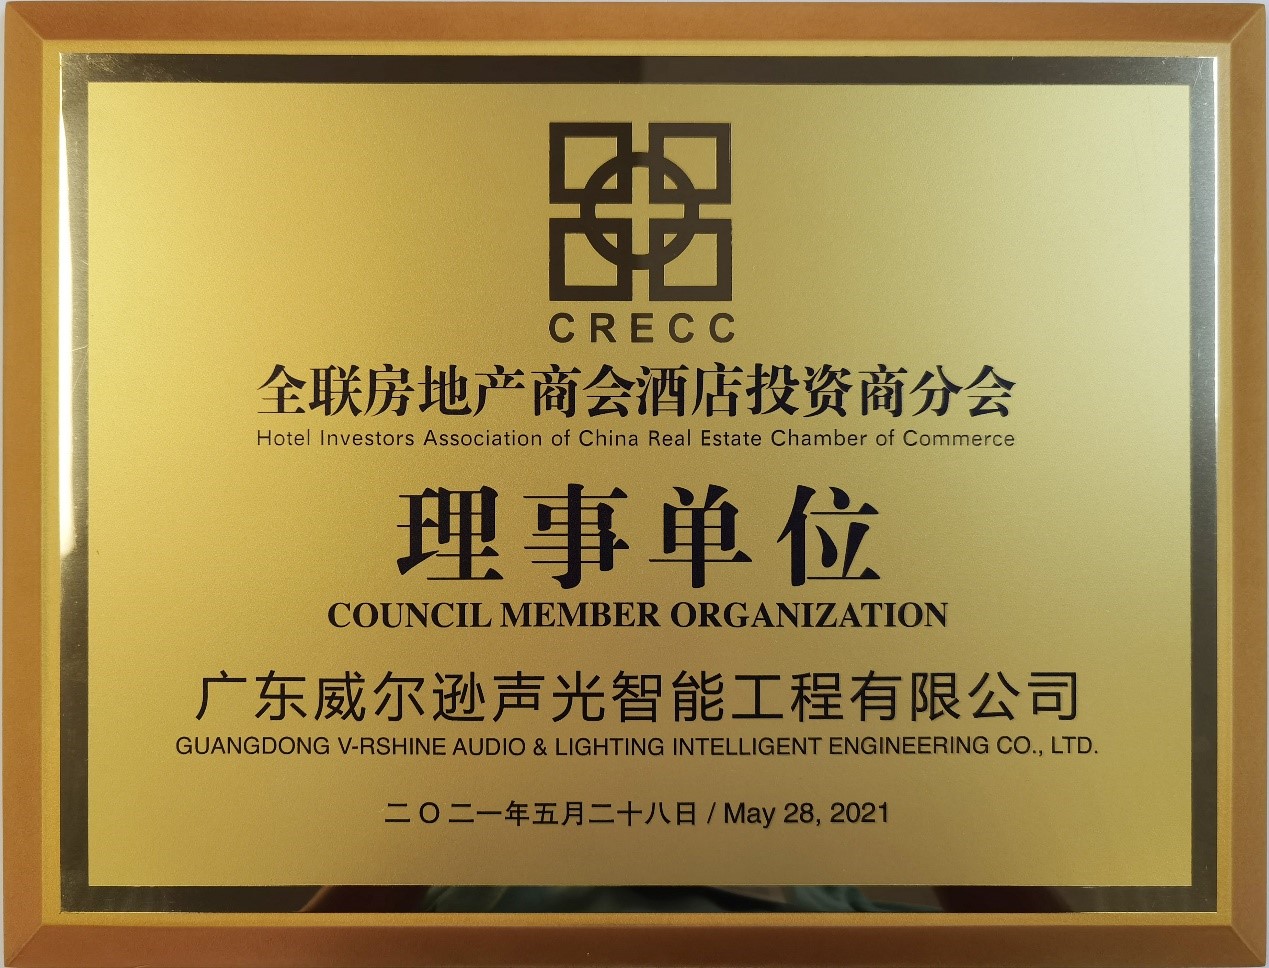 CRECC
全联房地产商会酒店投资商分会
Hotel Investors Association of China Real Estate Chamber of Commerce
理事单位
COUNCIL MEMBER ORGANIZATION
广东威尔逊声光智能工程有限公司
GUANGDONG V-RSHINE AUDIO & LIGHTING INTELLIGENT ENGINEERING CO., LTD.
二〇二一年五月二十八日 / May 28, 2021